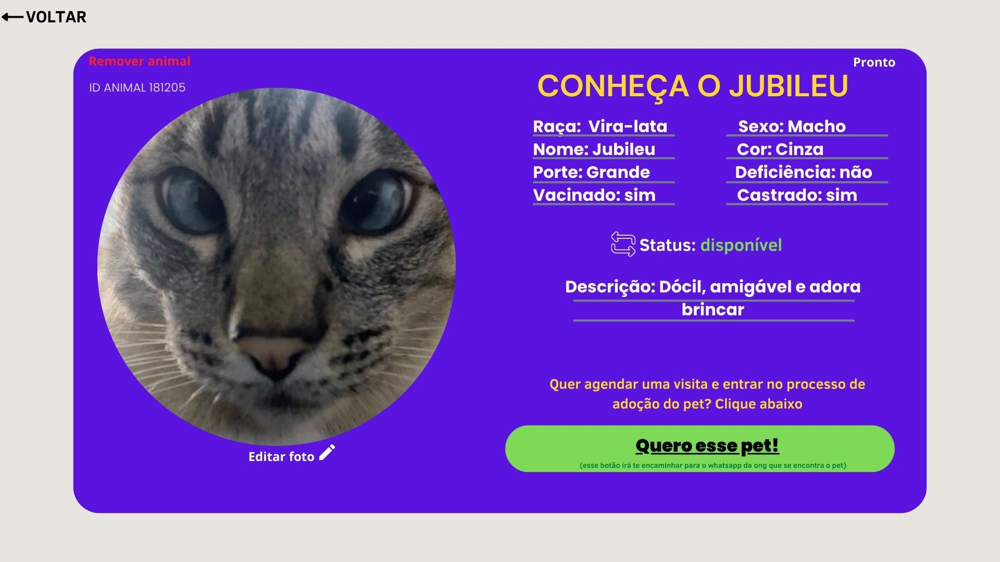 VOLTAR
Remover animal
Pronto
ID ANIMAL 181205
CONHEÇA O JUBILEU
Raça: Vira-lata
Sexo: Macho
Nome: Jubileu
Cor: Cinza
Porte: Grande
Deficiência: não
Vacinado: sim
Castrado: sim
Status: disponível
Descrição: Dócil, amigável e adora
brincar
Quer agendar uma visita e entrar no processo de
adoção do pet? Clique abaixo
Quero esse pet!
(esse botão irá te encaminhar para o whatsapp da ong que se encontra o pet)
Editar foto